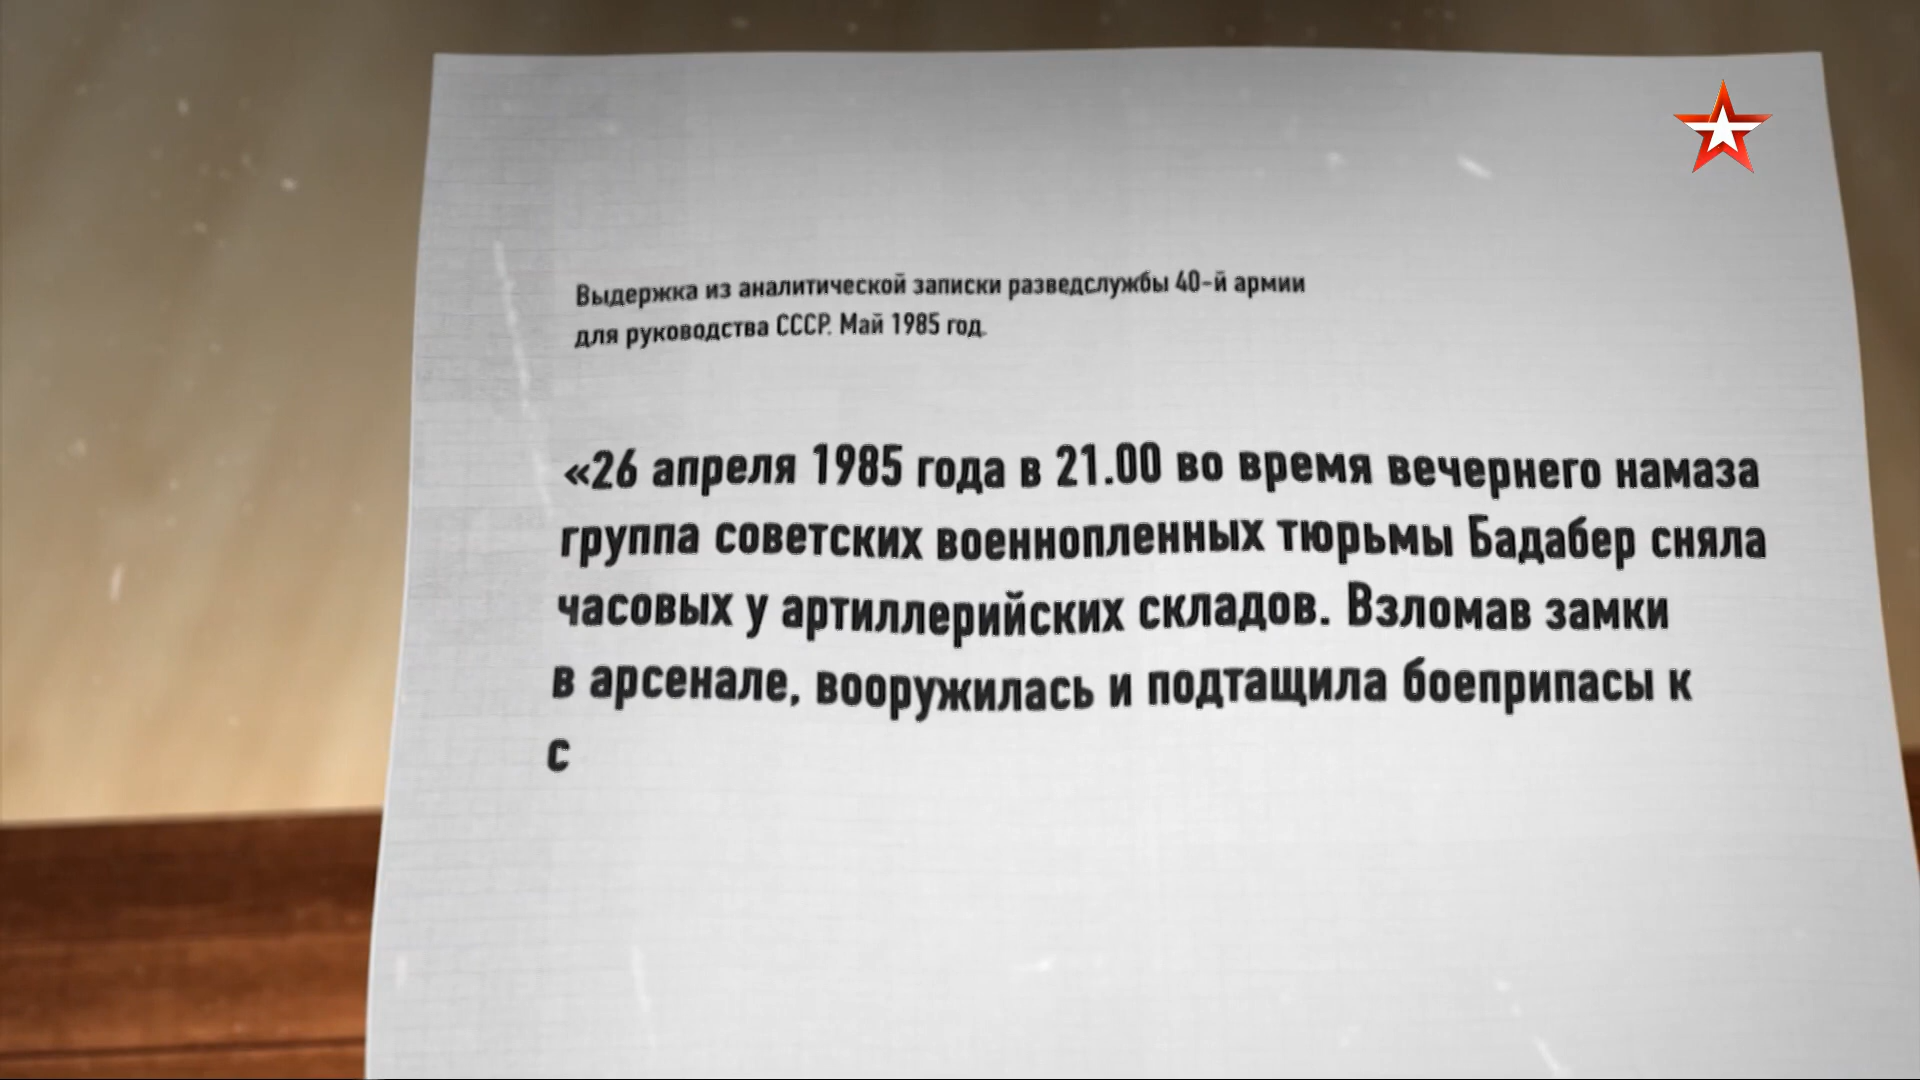 Выдержка из аналитической записки разведслужбы 40-й армии
для руководства СССР. Май 1985 год.
«26 апреля 1985 года в 21.00 во время вечернего намаза
группа советских военнопленных тюрьмы Бадабер сняла
часовых у артиллерийских складов. Взломав замки
в арсенале, вооружилась и подтащила боеприпасы к
с